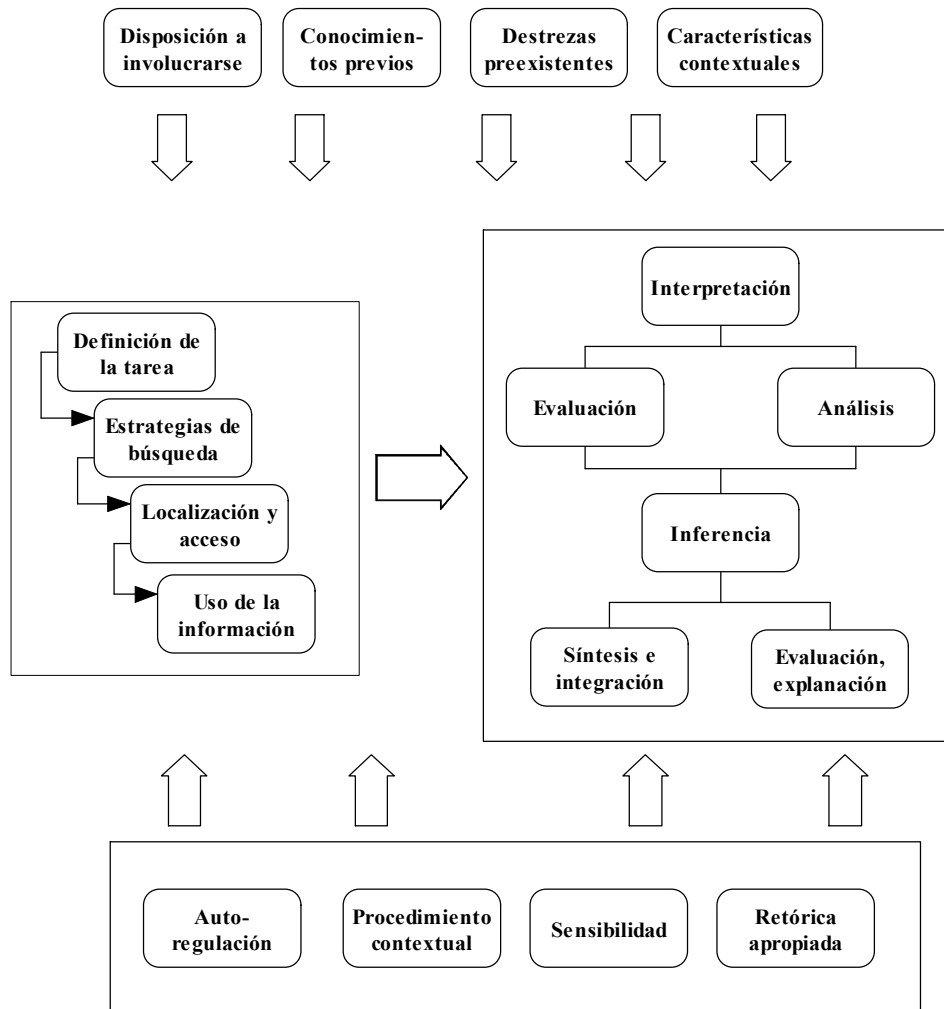 Disposición a
involucrarse
Conocimien-
tos previos
Destrezas
preexistentes
Características
contextuales
Definición de
la tarea
Estrategias de
búsqueda
Localización y
acceso
Uso de la
información
Interpretación
Evaluación
Análisis
Inferencia
Síntesis e
integración
Evaluación,
explanación
Auto-
regulación
Procedimiento
contextual
Sensibilidad
Retórica
apropiada